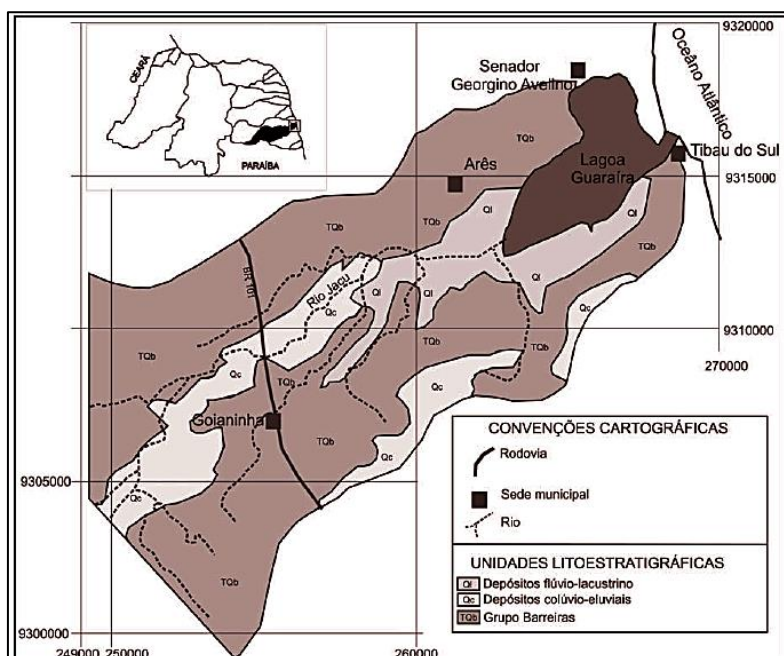 9320000
CEARÁ
PARAÍBA
Senador
Georgino Avelino
Oceâno Atlântico
Tibau do Sul
Lagoa
Guaraíra
TQb
Arês
9315000
Ql
TQb
Ql
TQb
TQb
BR 101
Rio Jacu
Qc
Ql
Ql
Ql
Qc
9310000
270000
TQb
TQb
TQb
Qc
TQb
Qc
Goianinha
TQb
Qc
9305000
Qc
TQb
9300000
249000
250000
260000
CONVENÇÕES CARTOGRÁFICAS
Rodovia
Sede municipal
Rio
UNIDADES LITOESTRATIGRÁFICAS
Ql Depósitos flúvio-lacustrino
Qc Depósitos colúvio-eluviais
TQb Grupo Barreiras